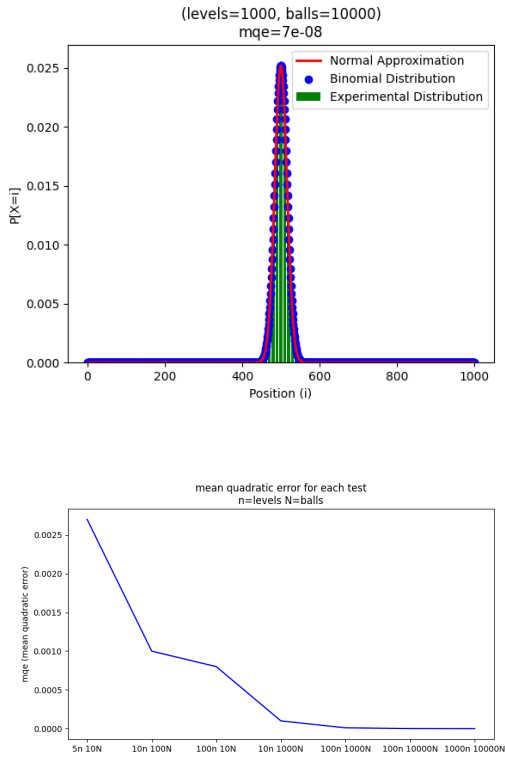 (levels=1000, balls=10000)
mqe=7e-08
Normal Approximation
Binomial Distribution
Experimental Distribution
0.025
0.020
0.015
0.010
0.005
0.000
P[X=i]
0 200 400 600 800 1000
Position (i)
mean quadratic error for each test
n=levels N=balls
0.0025
0.0020
0.0015
0.0010
0.0005
0.0000
mqe (mean quadratic error)
5n 10N 10n 100N 100n 10N 10n 1000N 100n 1000N 100n 10000N 1000n 10000N